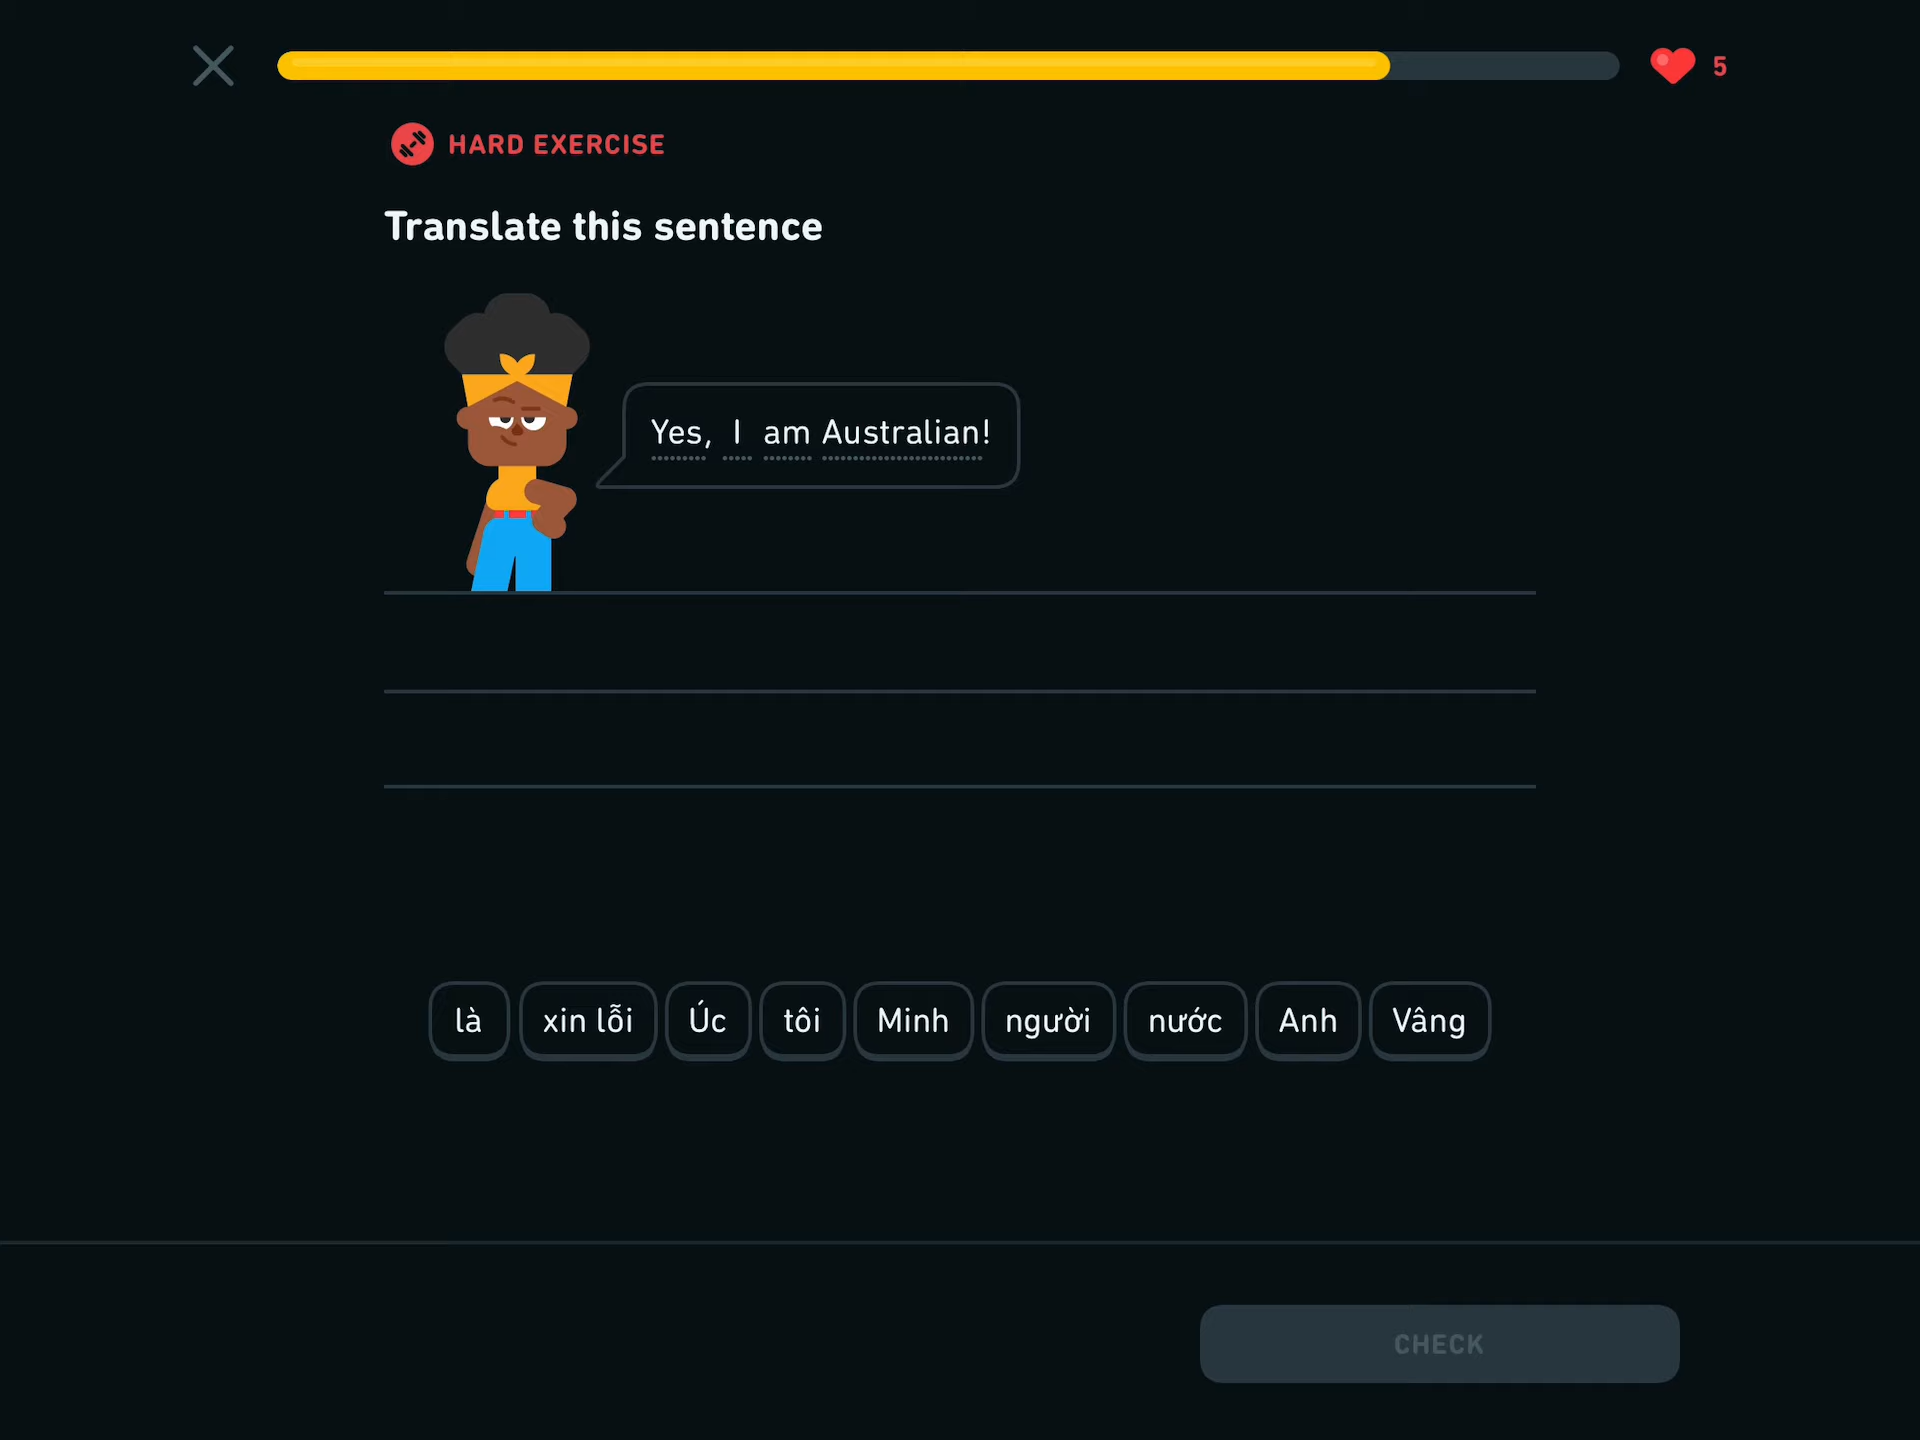 5
HARD EXERCISE
Translate this sentence
Yes, I am Australian!
là xin lỗi Úc tôi Minh người nước Anh Vâng
CHECK